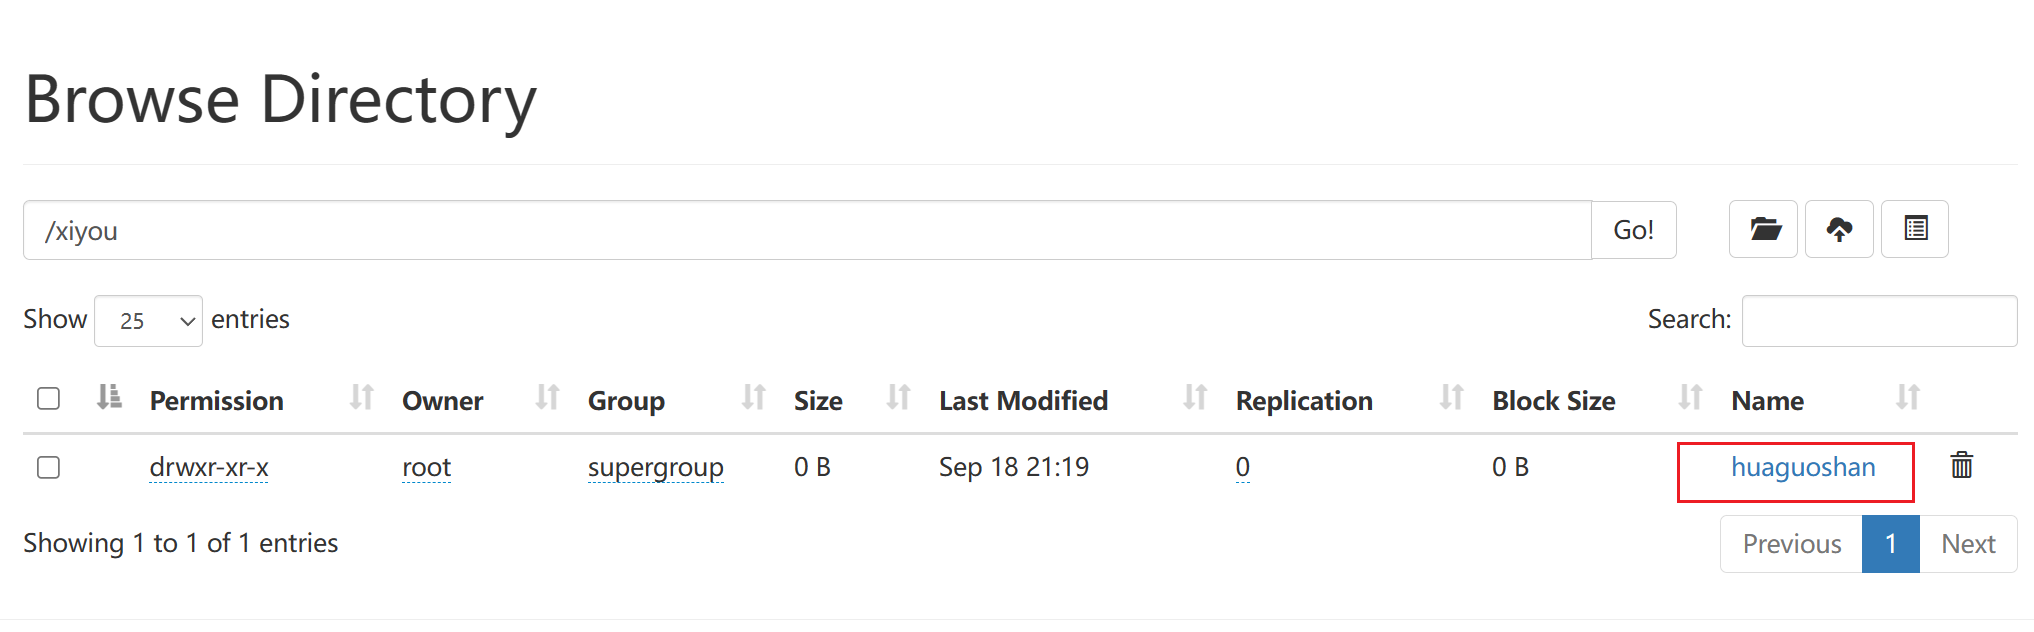 Browse Directory
/xiyou Go!
Show 25 entries Search:
Permission Owner Group Size Last Modified Replication Block Size Name
drwxr-xr-x root supergroup 0 B Sep 18 21:19 0 0 B huaguoshan
Showing 1 to 1 of 1 entries
Previous 1 Next